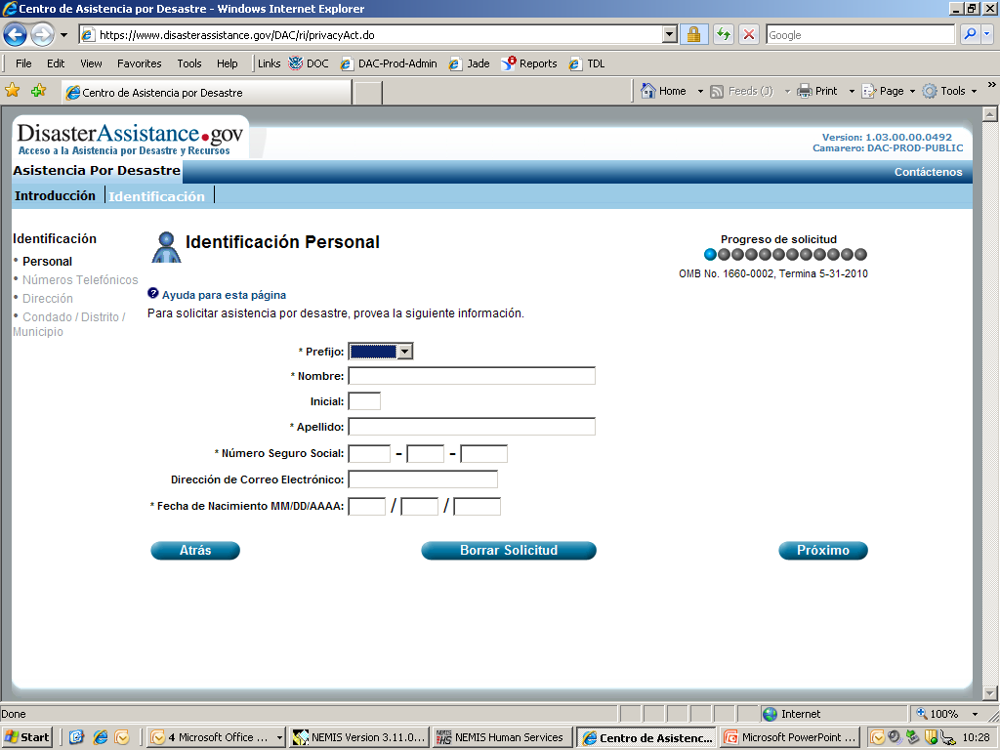 Centro de Asistencia por Desastre - Windows Internet Explorer
https://www.disasterassistance.gov/DAC/ri/privacyAct.do
Google
File Edit View Favorites Tools Help Links DOC DAC-Prod-Admin Jade Reports TDL
Centro de Asistencia por Desastre
Home Feeds (J) Print Page Tools »
DisasterAssistance.gov
Acceso a la Asistencia por Desastre y Recursos
Version: 1.03.00.00.0492
Camarero: DAC-PROD-PUBLIC
Asistencia Por Desastre
Contáctenos
Introducción Identificación
Identificación
• Personal
• Números Telefónicos
• Dirección
• Condado / Distrito /
Municipio
Identificación Personal
Progreso de solicitud
OMB No. 1660-0002, Termina 5-31-2010
? Ayuda para esta página
Para solicitar asistencia por desastre, provea la siguiente información.
* Prefijo:
* Nombre:
Inicial:
* Apellido:
* Número Seguro Social: - -
Dirección de Correo Electrónico:
* Fecha de Nacimiento MM/DD/AAAA: / /
Atrás Borrar Solicitud Próximo
Done Internet 100%
Start 4 Microsoft Office ... NEMIS Version 3.11.0... NEMIS Human Services Centro de Asistenc... Microsoft PowerPoint ... 10:28